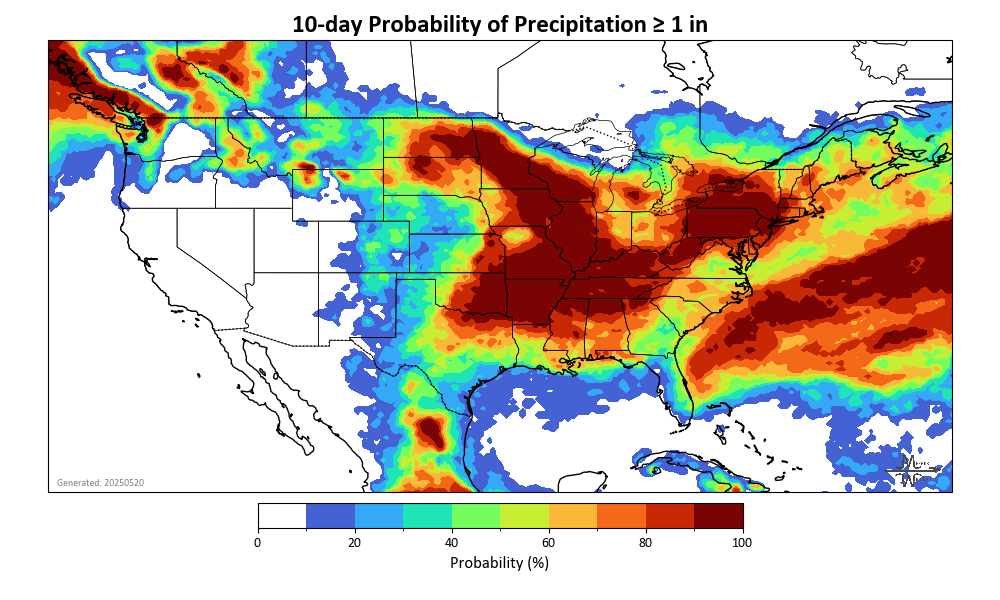 10-day Probability of Precipitation ≥ 1 in
Generated: 20250520
0 20 40 60 80 100
Probability (%)